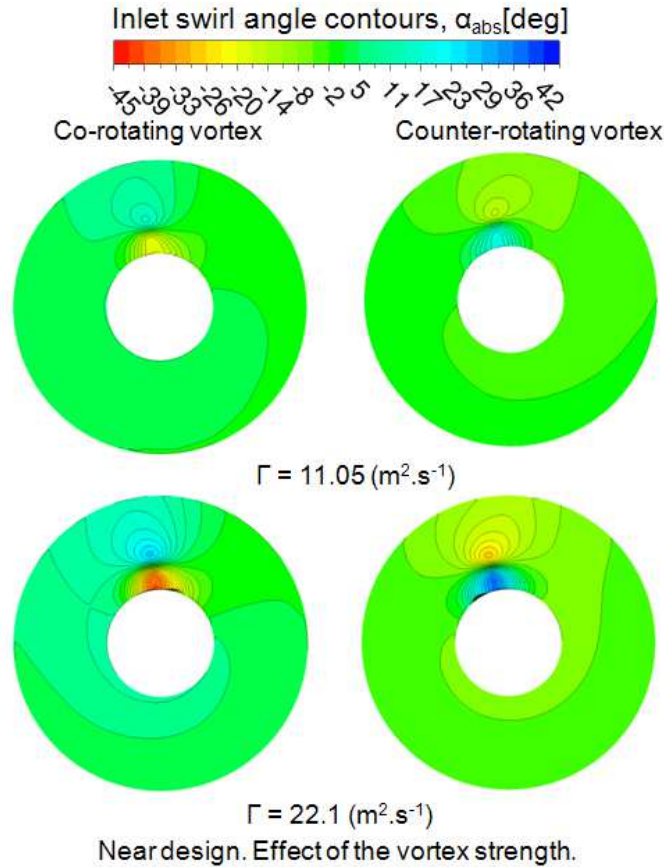 Inlet swirl angle contours, αabs[deg]
-45 -39 -33 -26 -20 -14 -8 -2 5 11 17 23 29 36 42
Co-rotating vortex Counter-rotating vortex
Γ = 11.05 (m².s⁻¹)
Γ = 22.1 (m².s⁻¹)
Near design. Effect of the vortex strength.